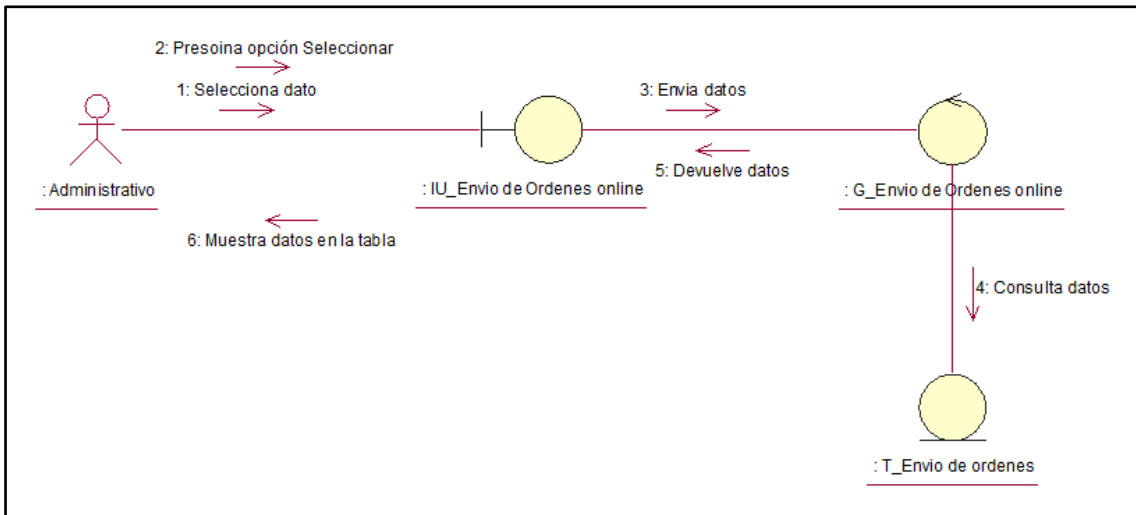 2: Presoina opción Seleccionar
1: Selecciona dato
3: Envia datos
5: Devuelve datos
: Administrativo
: IU_Envio de Ordenes online
: G_Envio de Ordenes online
6: Muestra datos en la tabla
4: Consulta datos
: T_Envio de ordenes